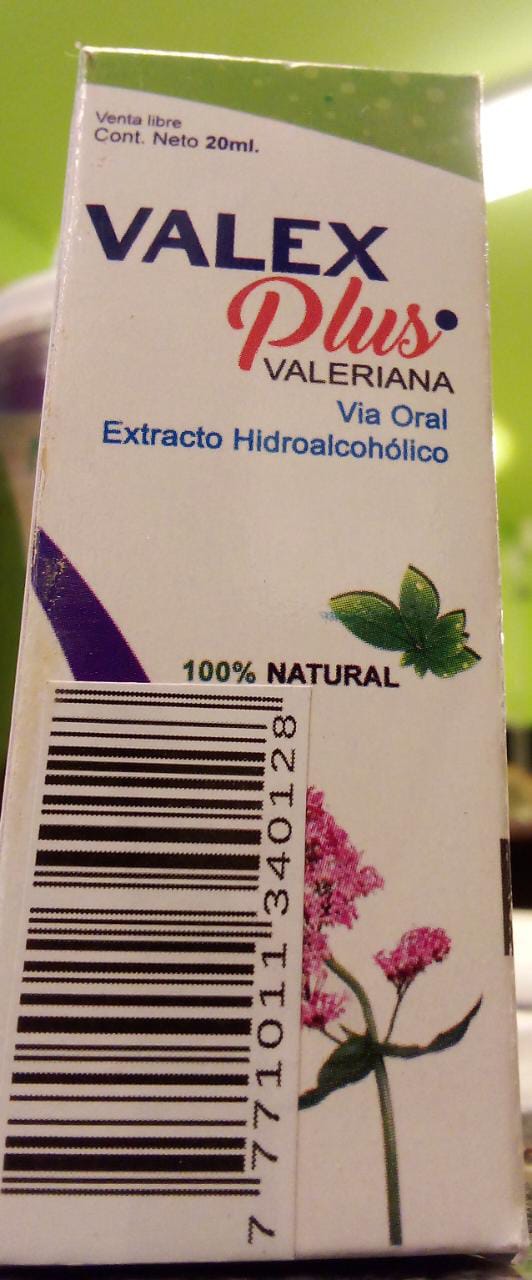 Venta libre
Cont. Neto 20ml.
VALEX
Plus
VALERIANA
Via Oral
Extracto Hidroalcohólico
100% NATURAL
7 771011 340128